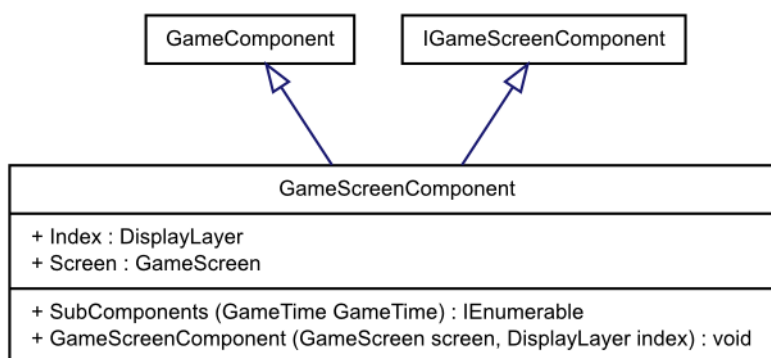 GameComponent
IGameScreenComponent
GameScreenComponent
+ Index : DisplayLayer
+ Screen : GameScreen
+ SubComponents (GameTime GameTime) : IEnumerable
+ GameScreenComponent (GameScreen screen, DisplayLayer index) : void